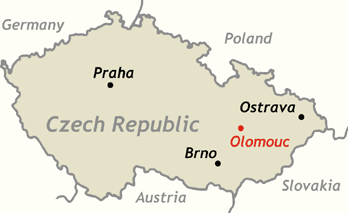 Germany
Poland
Praha
Ostrava
Czech Republic
Olomouc
Brno
Slovakia
Austria